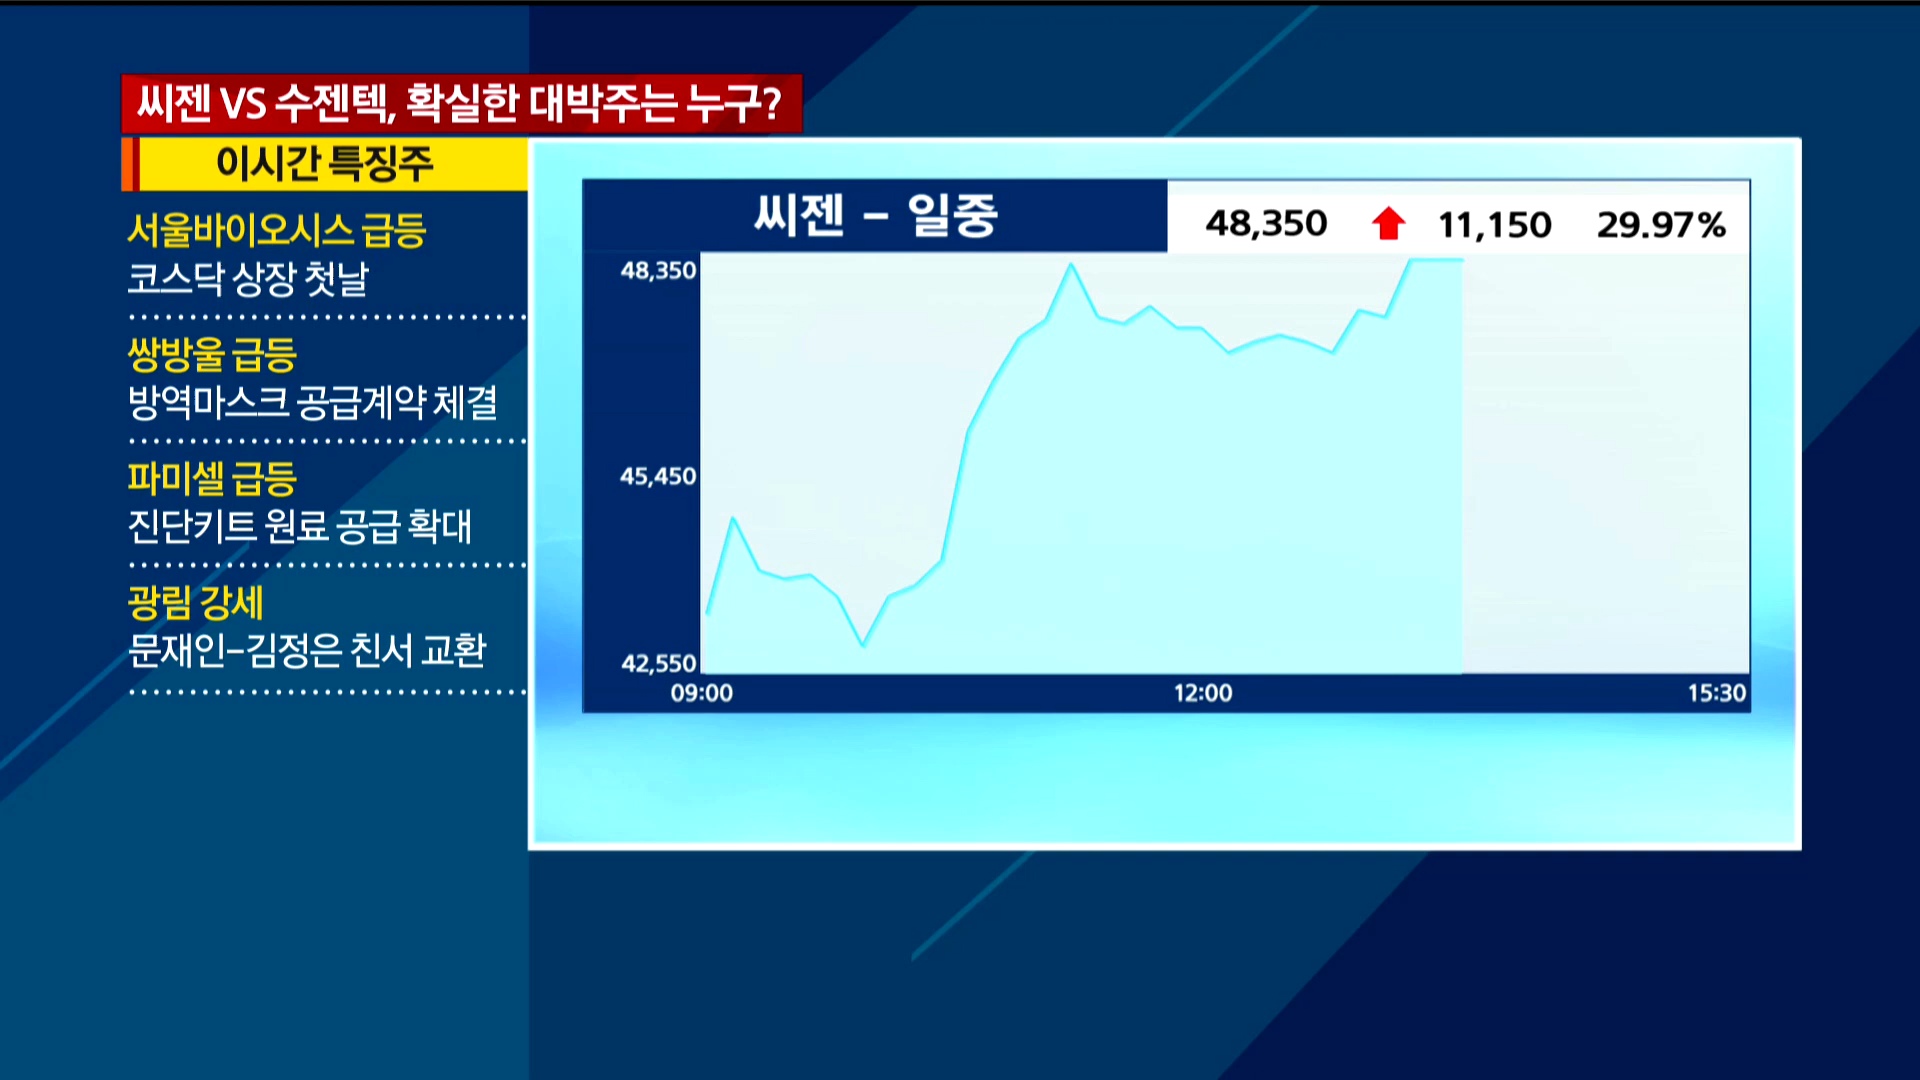 씨젠 VS 수젠텍, 확실한 대박주는 누구?
이시간 특징주
서울바이오시스 급등
코스닥 상장 첫날
쌍방울 급등
방역마스크 공급계약 체결
파미셀 급등
진단키트 원료 공급 확대
광림 강세
문재인-김정은 친서 교환
씨젠 - 일중
48,350 11,150 29.97%
48,350
45,450
42,550
09:00 12:00 15:30